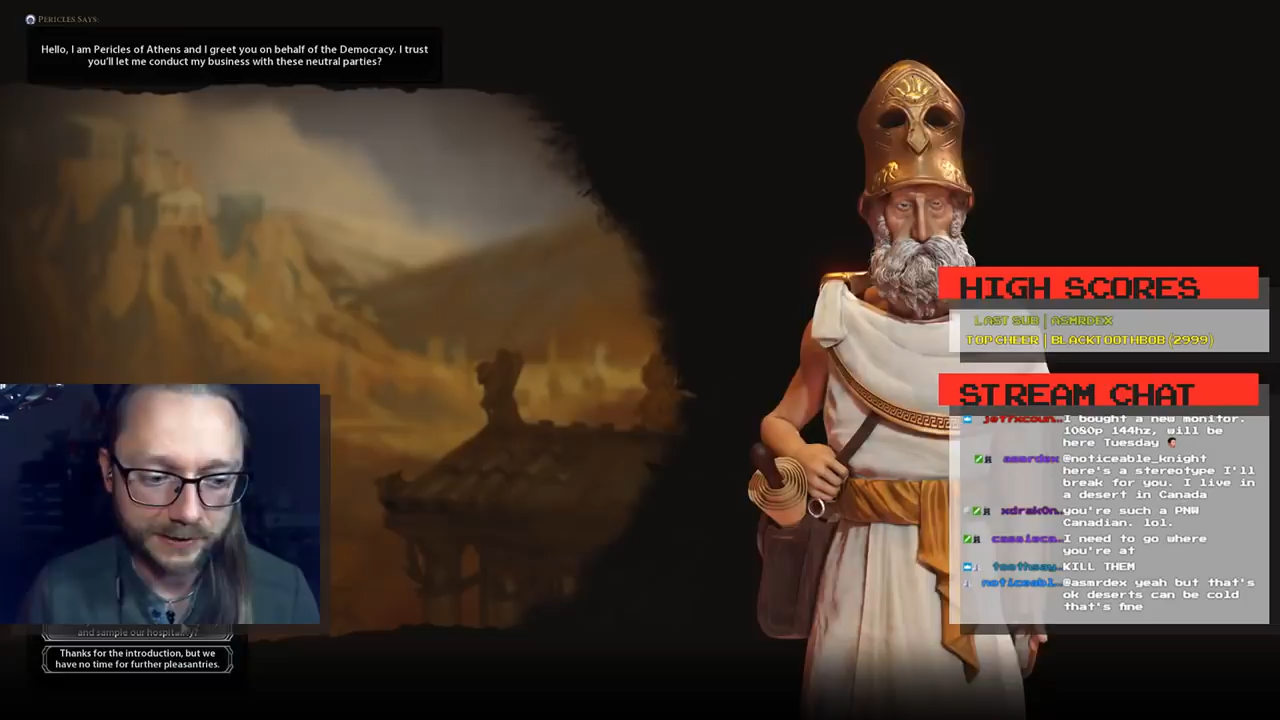 PERICLES SAYS:
Hello, I am Pericles of Athens and I greet you on behalf of the Democracy. I trust
you'll let me conduct my business with these neutral parties?
HIGH SCORES
LAST SUB | ASMRDEX
TOP CHEER | BLACKTOOTHBOB (2999)
STREAM CHAT
I bought a new monitor.
1080p 144hz, will be
here Tuesday
asmrdex @noticeable_knight
here's a stereotype I'll
break for you. I live in
a desert in Canada
xdrak0n… you're such a PNW
Canadian. lol.
I need to go where
you're at
toothsay… KILL THEM
noticeabl… @asmrdex yeah but that's
ok deserts can be cold
that's fine
and sample our hospitality?
Thanks for the introduction, but we
have no time for further pleasantries.